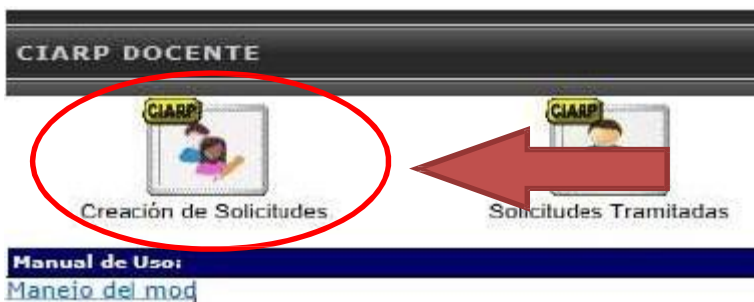 CIARP DOCENTE
CIARP CIARP
Creación de Solicitudes Solicitudes Tramitadas
Manual de Uso:
Manejo del mod